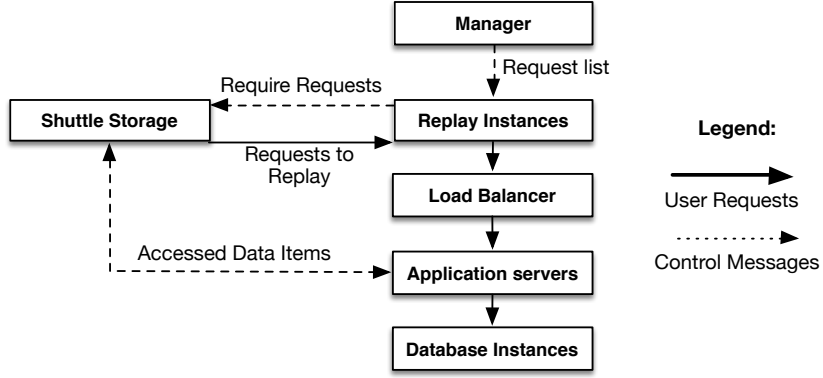 Manager
Request list
Require Requests
Shuttle Storage
Replay Instances
Requests to
Replay
Load Balancer
Accessed Data Items
Application servers
Database Instances
Legend:
User Requests
Control Messages